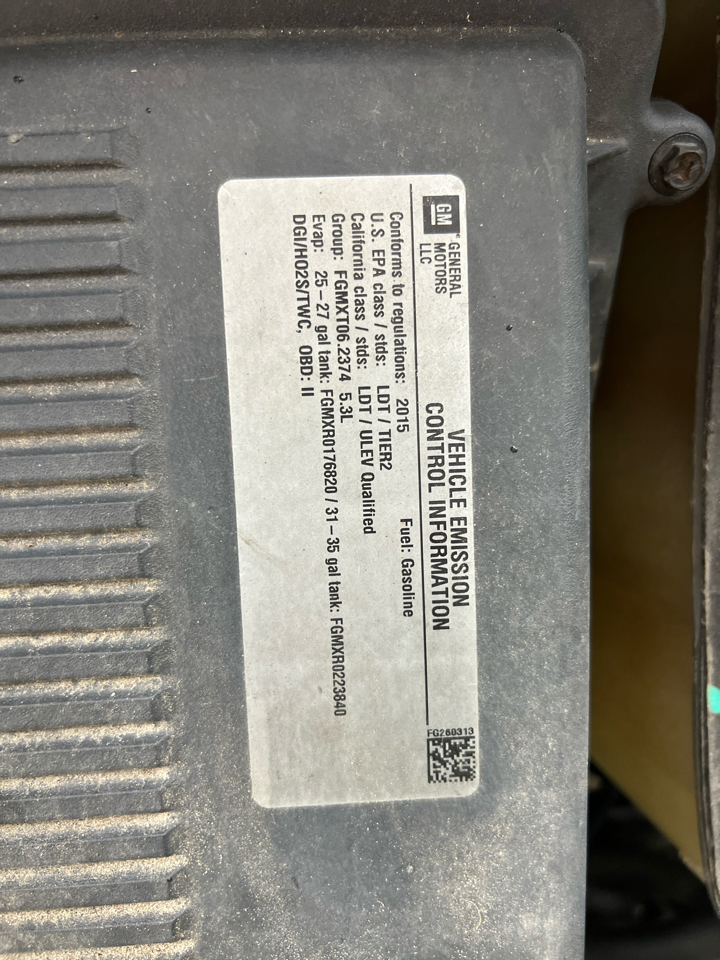 GM
GENERAL
MOTORS
LLC
VEHICLE EMISSION
CONTROL INFORMATION
FG260313
Conforms to regulations: 2015 Fuel: Gasoline
U.S. EPA class / stds: LDT / TIER2
California class / stds: LDT / ULEV Qualified
Group: FGMXT06.2374 5.3L
Evap: 25 – 27 gal tank: FGMXR0176820 / 31 – 35 gal tank: FGMXR0223840
DGI/HO2S/TWC, OBD: II